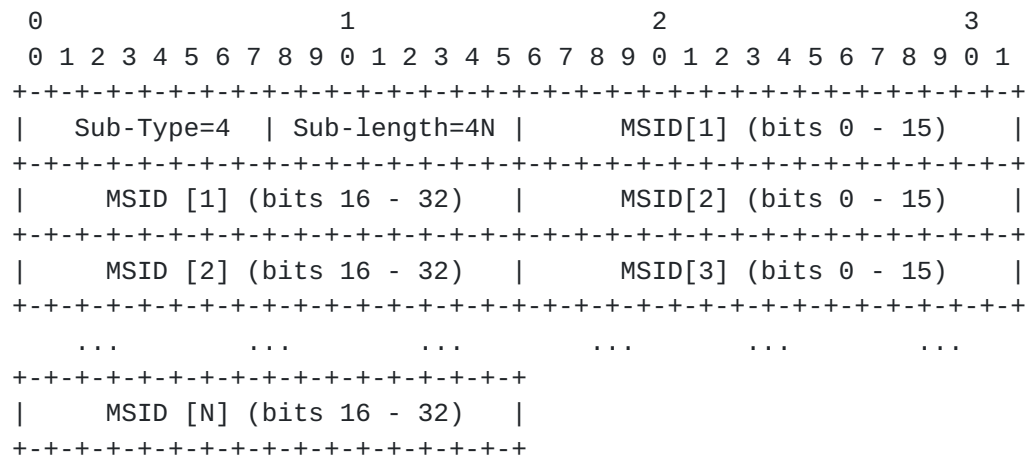 0                   1                   2                   3
 0 1 2 3 4 5 6 7 8 9 0 1 2 3 4 5 6 7 8 9 0 1 2 3 4 5 6 7 8 9 0 1
+-+-+-+-+-+-+-+-+-+-+-+-+-+-+-+-+-+-+-+-+-+-+-+-+-+-+-+-+-+-+-+-+
|   Sub-Type=4  | Sub-length=4N |      MSID[1] (bits 0 - 15)    |
+-+-+-+-+-+-+-+-+-+-+-+-+-+-+-+-+-+-+-+-+-+-+-+-+-+-+-+-+-+-+-+-+
|     MSID [1] (bits 16 - 32)   |      MSID[2] (bits 0 - 15)    |
+-+-+-+-+-+-+-+-+-+-+-+-+-+-+-+-+-+-+-+-+-+-+-+-+-+-+-+-+-+-+-+-+
|     MSID [2] (bits 16 - 32)   |      MSID[3] (bits 0 - 15)    |
+-+-+-+-+-+-+-+-+-+-+-+-+-+-+-+-+-+-+-+-+-+-+-+-+-+-+-+-+-+-+-+-+
    ...        ...        ...        ...       ...        ...
+-+-+-+-+-+-+-+-+-+-+-+-+-+-+-+-+
|     MSID [N] (bits 16 - 32)   |
+-+-+-+-+-+-+-+-+-+-+-+-+-+-+-+-+